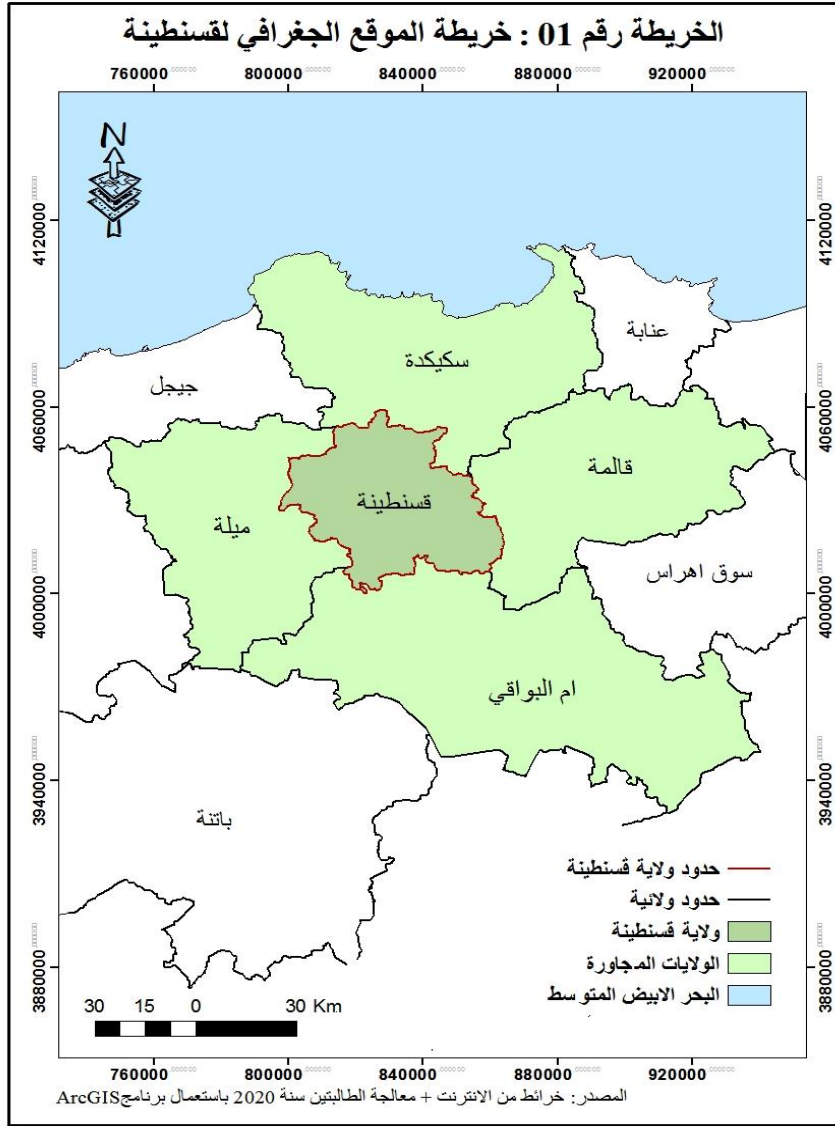 الخريطة رقم 01 : خريطة الموقع الجغرافي لقسنطينة
760000 800000 840000 880000 920000
N
4120000 4120000
عنابة
سكيكدة
جيجل
4060000 4060000
قالمة
قسنطينة
ميلة
سوق اهراس
4000000 4000000
ام البواقي
3940000 3940000
باتنة
حدود ولاية قسنطينة
حدود ولائية
ولاية قسنطينة
الولايات المجاورة
3880000 3880000
البحر الابيض المتوسط
30 15 0 30 Km
760000 800000 840000 880000 920000
المصدر: خرائط من الانترنت + معالجة الطالبتين سنة 2020 باستعمال برنامج ArcGIS